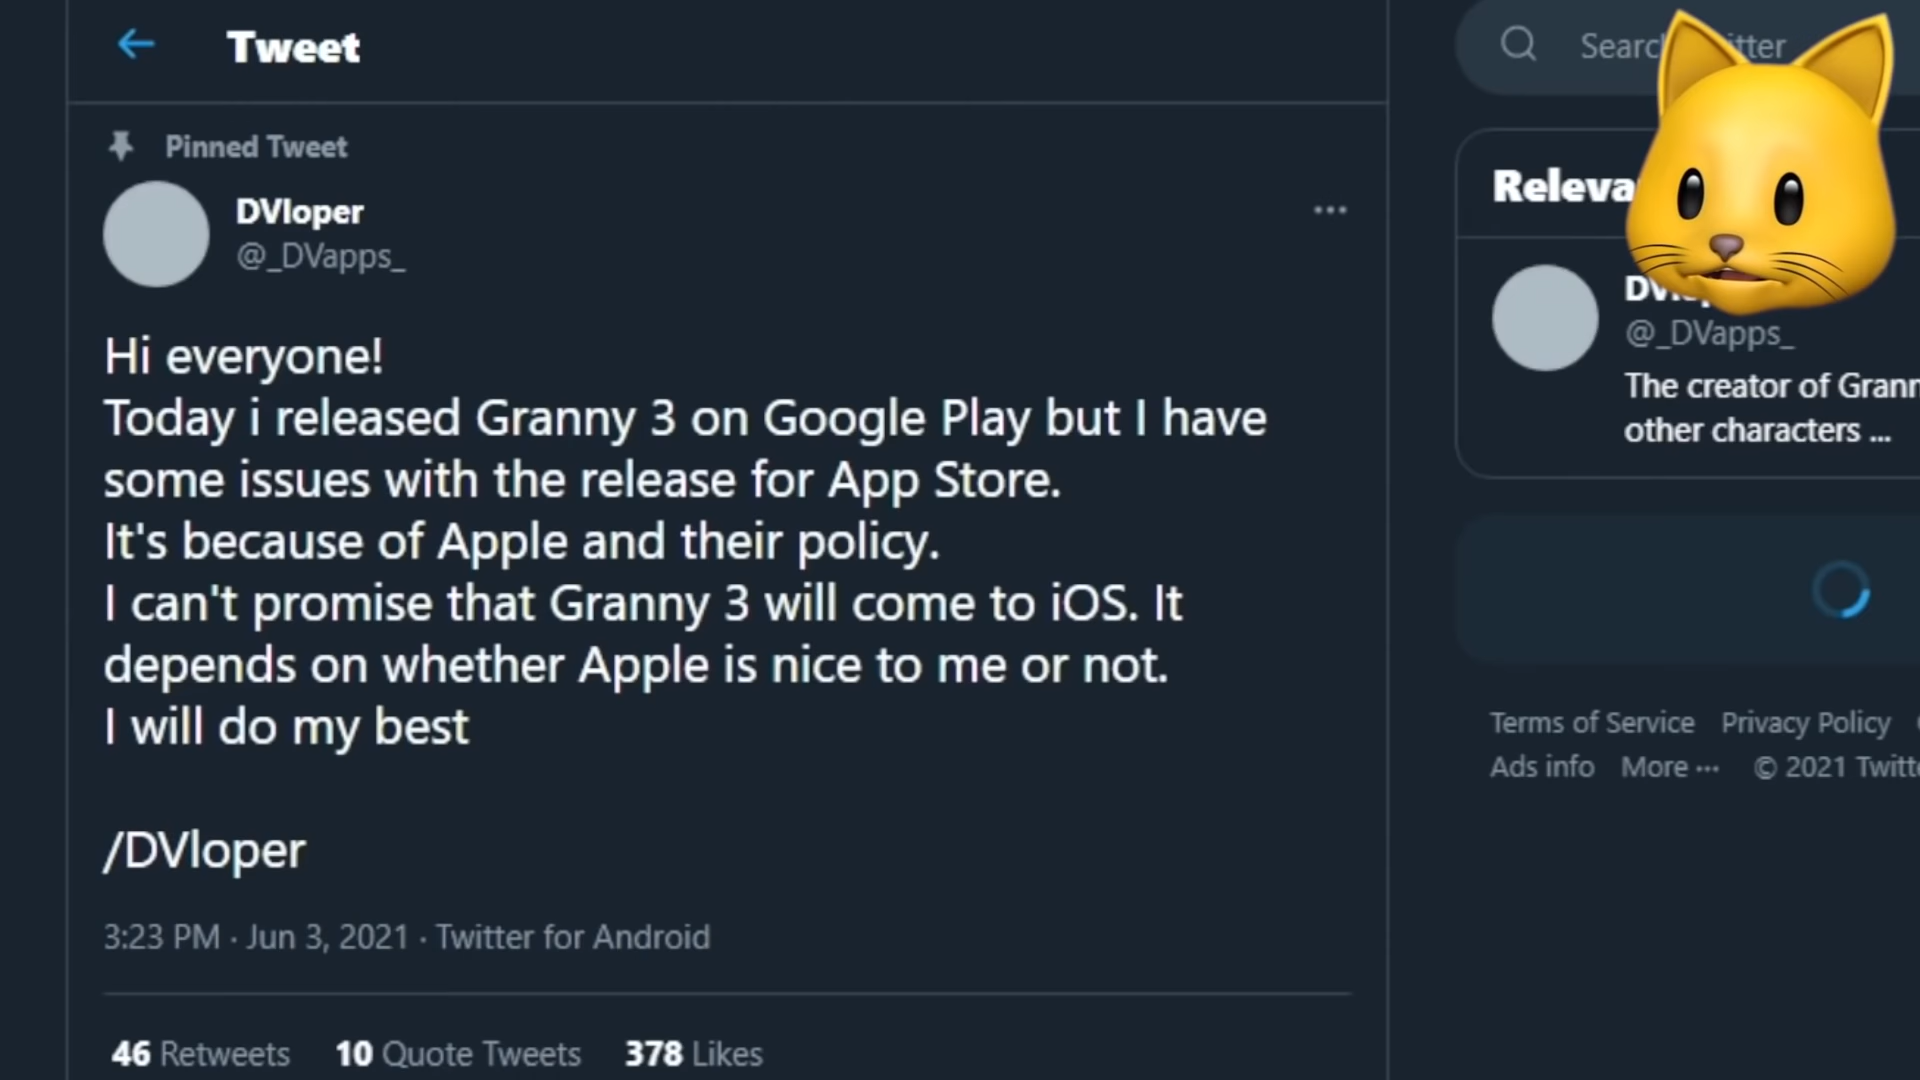 Tweet
Pinned Tweet
DVloper
@_DVapps_
Hi everyone!
Today i released Granny 3 on Google Play but I have
some issues with the release for App Store.
It's because of Apple and their policy.
I can't promise that Granny 3 will come to iOS. It
depends on whether Apple is nice to me or not.
I will do my best
/DVloper
3:23 PM · Jun 3, 2021 · Twitter for Android
46 Retweets 10 Quote Tweets 378 Likes
@_DVapps_
The creator of
other characters ...
Terms of Service Privacy Policy
Ads info More ··· © 2021